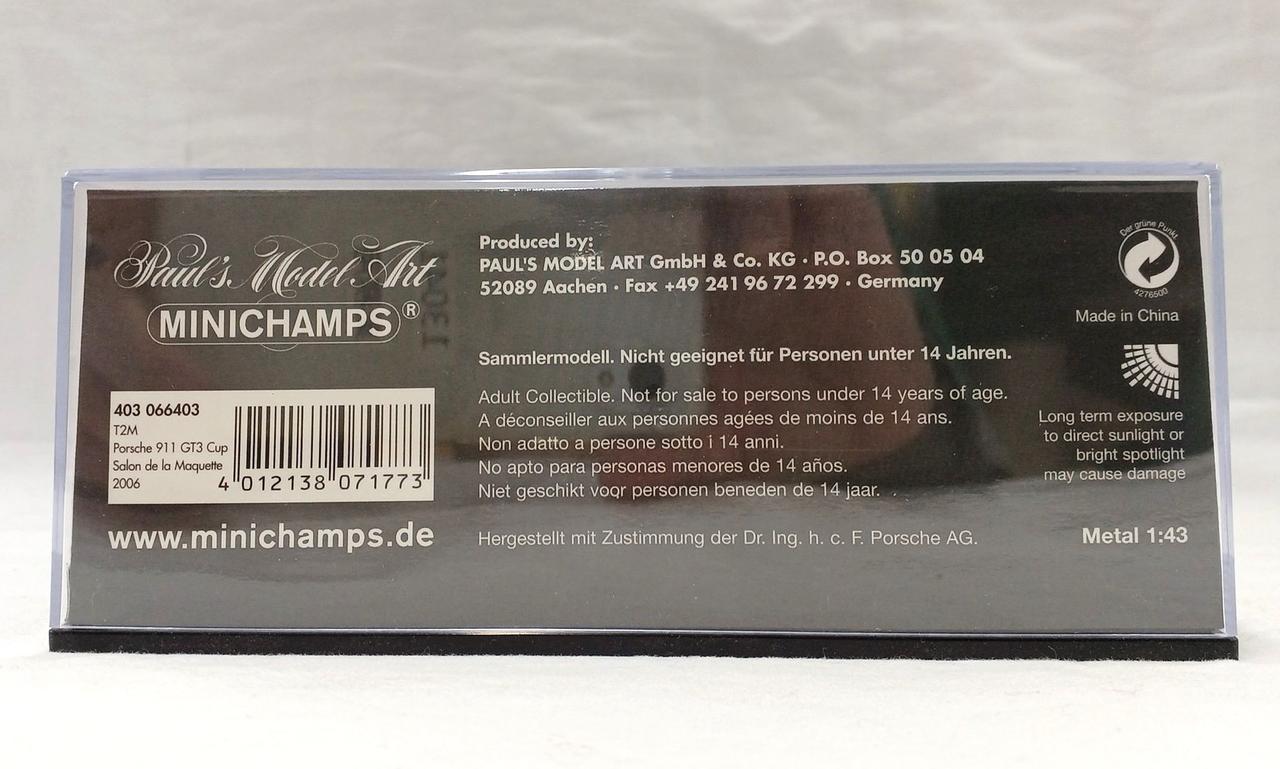 Paul's Model Art
MINICHAMPS®
403 066403
T2M
Porsche 911 GT3 Cup
Salon de la Maquette
2006
4 012138 071773
www.minichamps.de
Produced by:
PAUL'S MODEL ART GmbH & Co. KG · P.O. Box 50 05 04
52089 Aachen · Fax +49 241 96 72 299 · Germany
Sammlermodell. Nicht geeignet für Personen unter 14 Jahren.
Adult Collectible. Not for sale to persons under 14 years of age.
A déconseiller aux personnes agées de moins de 14 ans.
Non adatto a persone sotto i 14 anni.
No apto para personas menores de 14 años.
Niet geschikt voor personen beneden de 14 jaar.
Hergestellt mit Zustimmung der Dr. Ing. h. c. F. Porsche AG.
Der grüne Punkt
4276500
Made in China
Long term exposure
to direct sunlight or
bright spotlight
may cause damage
Metal 1:43